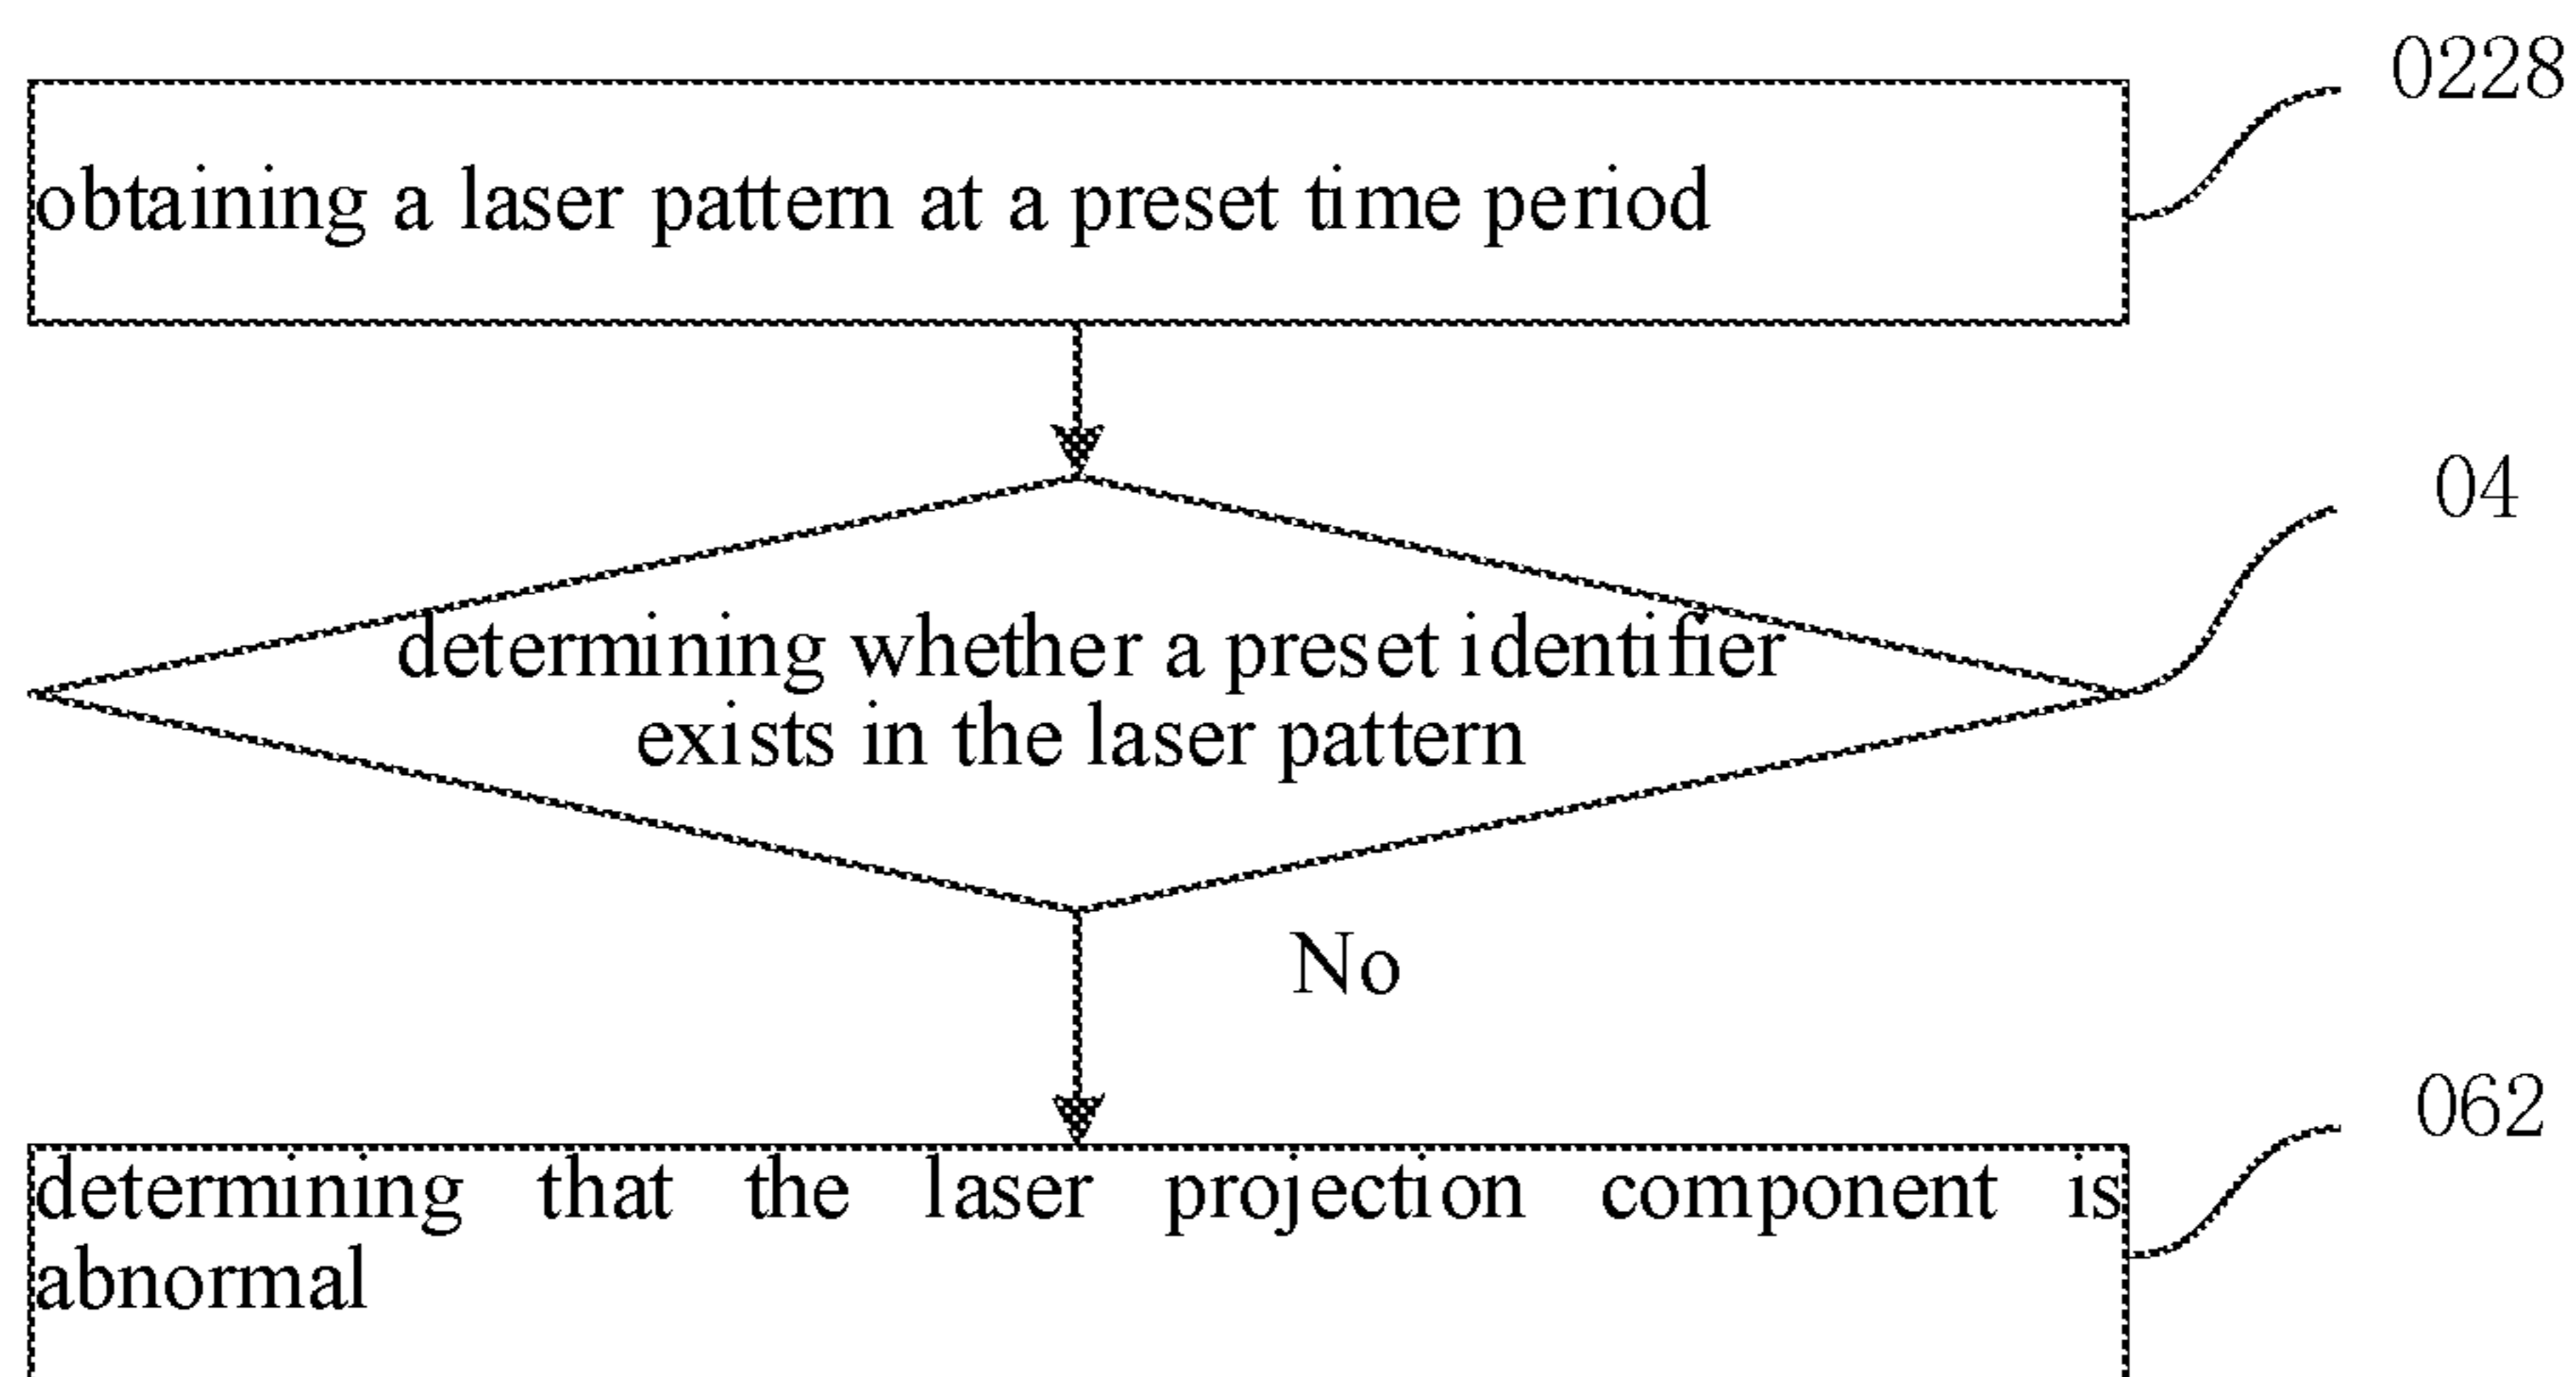 0228
obtaining a laser pattern at a preset time period
04
determining whether a preset identifier
exists in the laser pattern
No
062
determining that the laser projection component is
abnormal